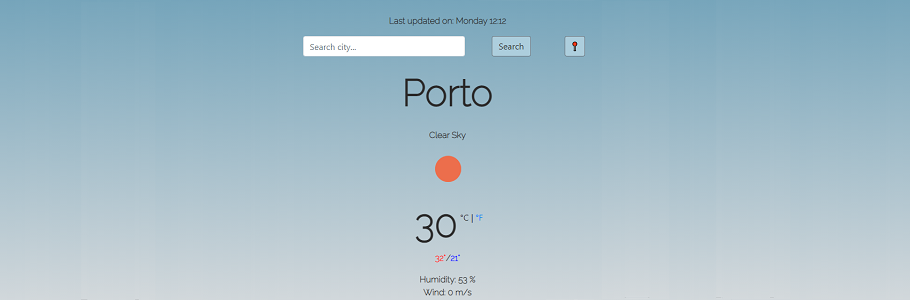 Last updated on: Monday 12:12
Search city... Search
Porto
Clear Sky
30 °C | °F
32°/21°
Humidity: 53 %
Wind: 0 m/s